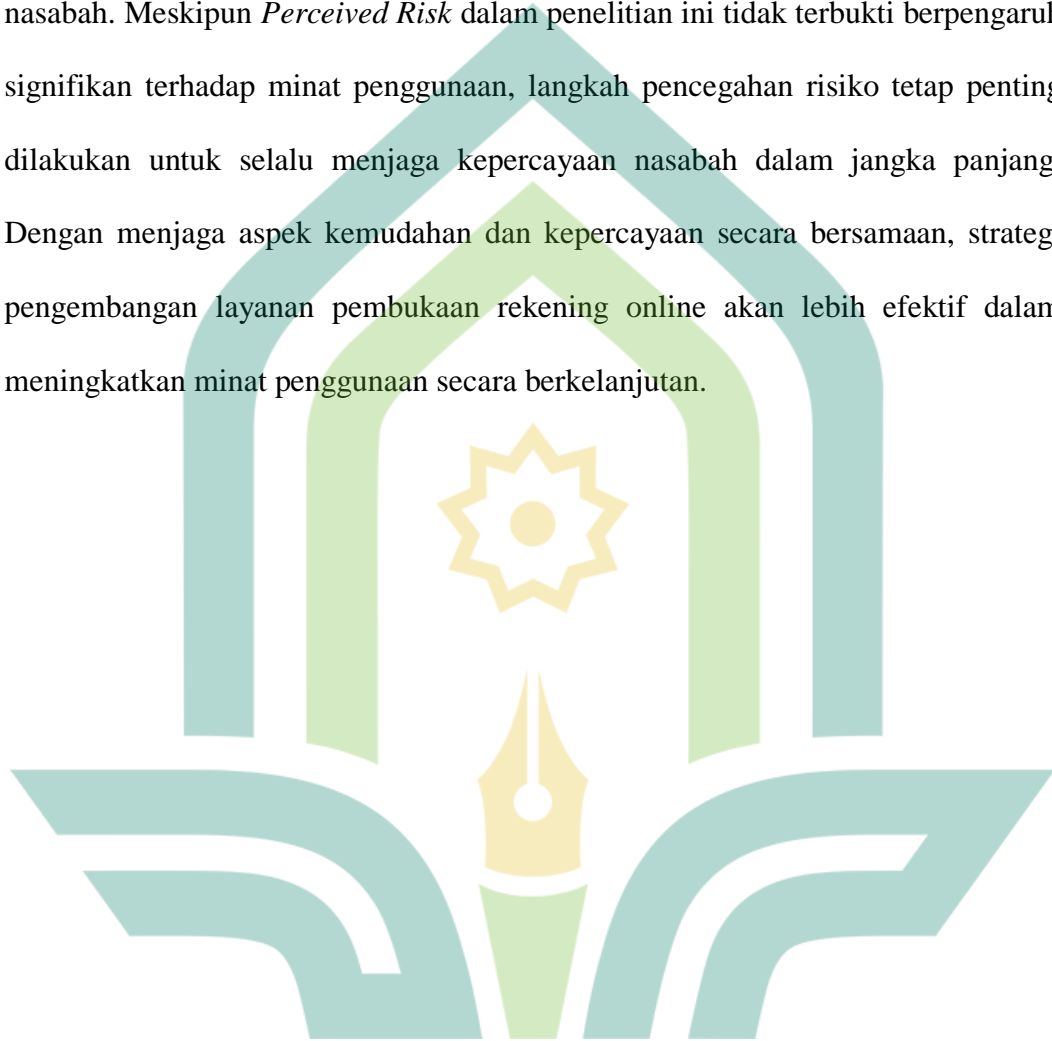 nasabah. Meskipun Perceived Risk dalam penelitian ini tidak terbukti berpengaruh
signifikan terhadap minat penggunaan, langkah pencegahan risiko tetap penting
dilakukan untuk selalu menjaga kepercayaan nasabah dalam jangka panjang
Dengan menjaga aspek kemudahan dan kepercayaan secara bersamaan, strateg
pengembangan layanan pembukaan rekening online akan lebih efektif dalam
meningkatkan minat penggunaan secara berkelanjutan.